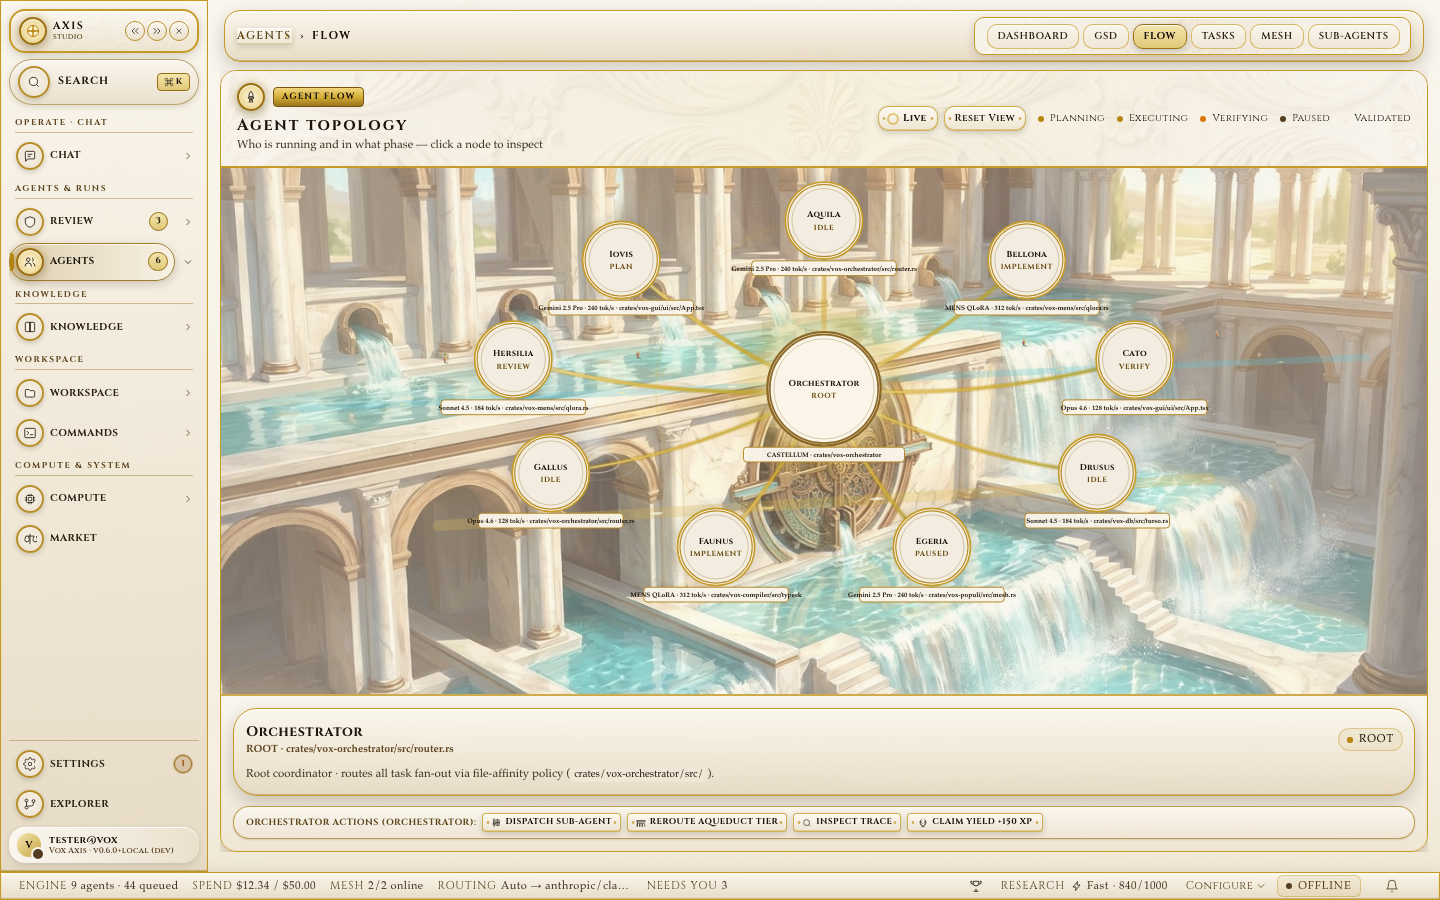 AXIS
STUDIO
SEARCH
⌘K
OPERATE · CHAT
CHAT
AGENTS & RUNS
REVIEW 3
AGENTS 6
KNOWLEDGE
KNOWLEDGE
WORKSPACE
WORKSPACE
COMMANDS
COMPUTE & SYSTEM
COMPUTE
MARKET
SETTINGS 1
EXPLORER
V
TESTER@VOX
VOX AXIS · V0.6.0+LOCAL (DEV)
AGENTS › FLOW
DASHBOARD GSD FLOW TASKS MESH SUB-AGENTS
AGENT FLOW
AGENT TOPOLOGY
Who is running and in what phase — click a node to inspect
LIVE RESET VIEW PLANNING EXECUTING VERIFYING PAUSED VALIDATED
AQUILA
IDLE
Gemini 2.5 Pro · 240 tok/s · crates/vox-orchestrator/src/router.rs
IOVIS
PLAN
Gemini 2.5 Pro · 240 tok/s · crates/vox-gui/ui/src/App.tsx
BELLONA
IMPLEMENT
MENS QLoRA · 312 tok/s · crates/vox-mens/src/qlora.rs
HERSILIA
REVIEW
Sonnet 4.5 · 184 tok/s · crates/vox-mens/src/qlora.rs
ORCHESTRATOR
ROOT
CASTELLUM · crates/vox-orchestrator
CATO
VERIFY
Opus 4.6 · 128 tok/s · crates/vox-gui/ui/src/App.tsx
GALLUS
IDLE
Opus 4.6 · 128 tok/s · crates/vox-orchestrator/src/router.rs
DRUSUS
IDLE
Sonnet 4.5 · 184 tok/s · crates/vox-db/src/turso.rs
FAUNUS
IMPLEMENT
MENS QLoRA · 312 tok/s · crates/vox-compiler/src/typeck
EGERIA
PAUSED
Gemini 2.5 Pro · 240 tok/s · crates/vox-populi/src/mesh.rs
ORCHESTRATOR
ROOT · crates/vox-orchestrator/src/router.rs
ROOT
Root coordinator · routes all task fan-out via file-affinity policy ( crates/vox-orchestrator/src/ ).
ORCHESTRATOR ACTIONS (ORCHESTRATOR): DISPATCH SUB-AGENT REROUTE AQUEDUCT TIER INSPECT TRACE CLAIM YIELD +150 XP
ENGINE 9 agents · 44 queued SPEND $12.34 / $50.00 MESH 2/2 online ROUTING Auto → anthropic/cla... NEEDS YOU 3 RESEARCH Fast · 840/1000 CONFIGURE OFFLINE